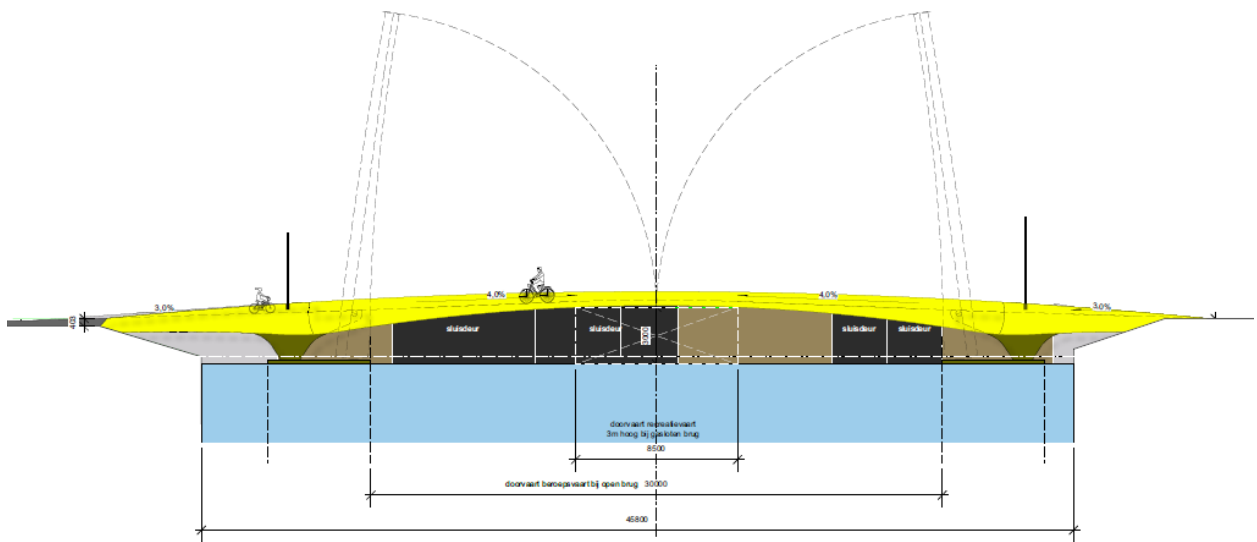 4,0%
4,0%
3,0%
3,0%
403
sluisdeur
sluisdeur
3000
sluisdeur
sluisdeur
doorvaart recreatievaart
3m hoog bij gesloten brug
8500
doorvaart beroepsvaart bij open brug 30000
45800